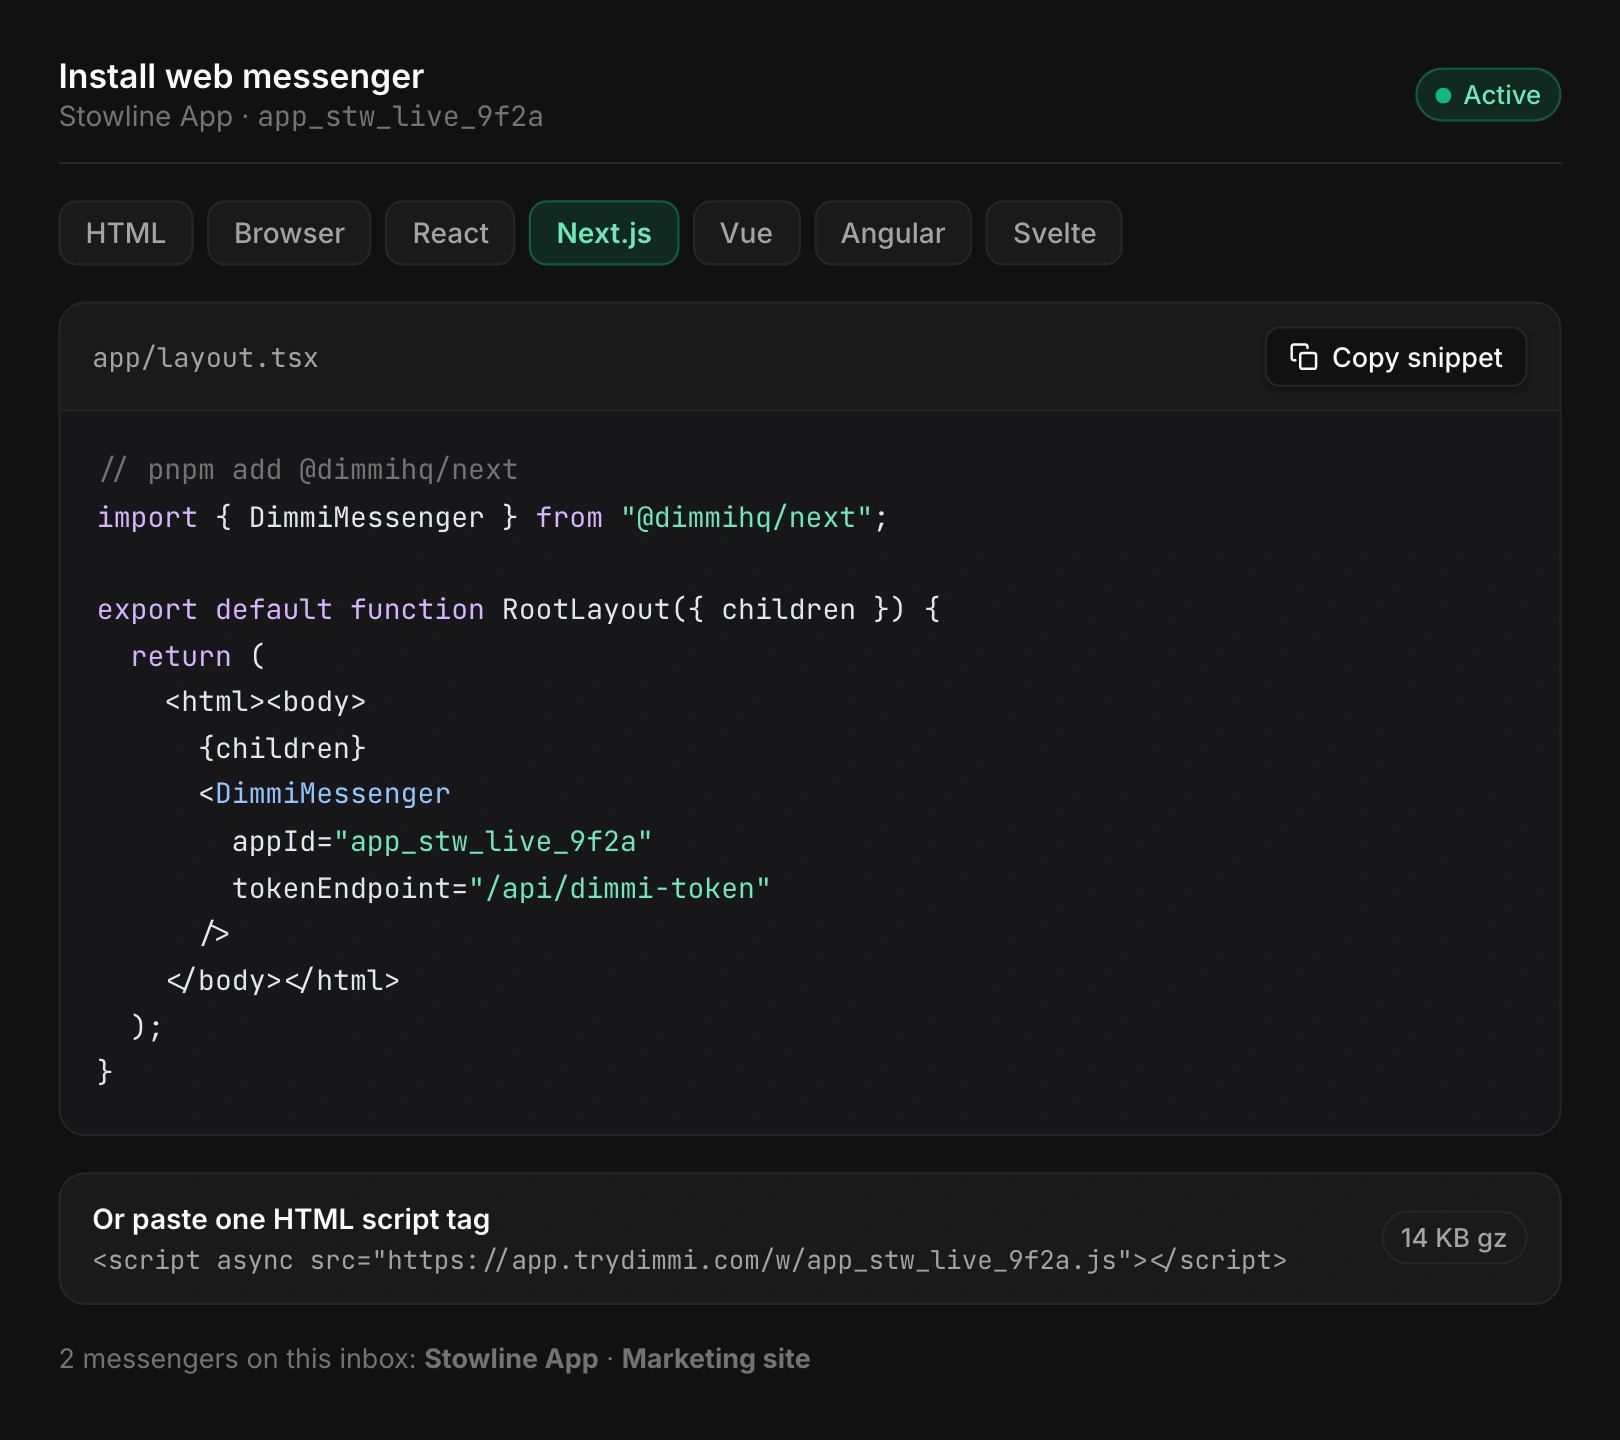 Install web messenger
Stowline App · app_stw_live_9f2a
Active
HTML
Browser
React
Next.js
Vue
Angular
Svelte
app/layout.tsx
Copy snippet
// pnpm add @dimmihq/next
import { DimmiMessenger } from "@dimmihq/next";
export default function RootLayout({ children }) {
  return (
    <html><body>
      {children}
      <DimmiMessenger
        appId="app_stw_live_9f2a"
        tokenEndpoint="/api/dimmi-token"
      />
    </body></html>
  );
}
Or paste one HTML script tag
<script async src="https://app.trydimmi.com/w/app_stw_live_9f2a.js"></script>
14 KB gz
2 messengers on this inbox: Stowline App · Marketing site